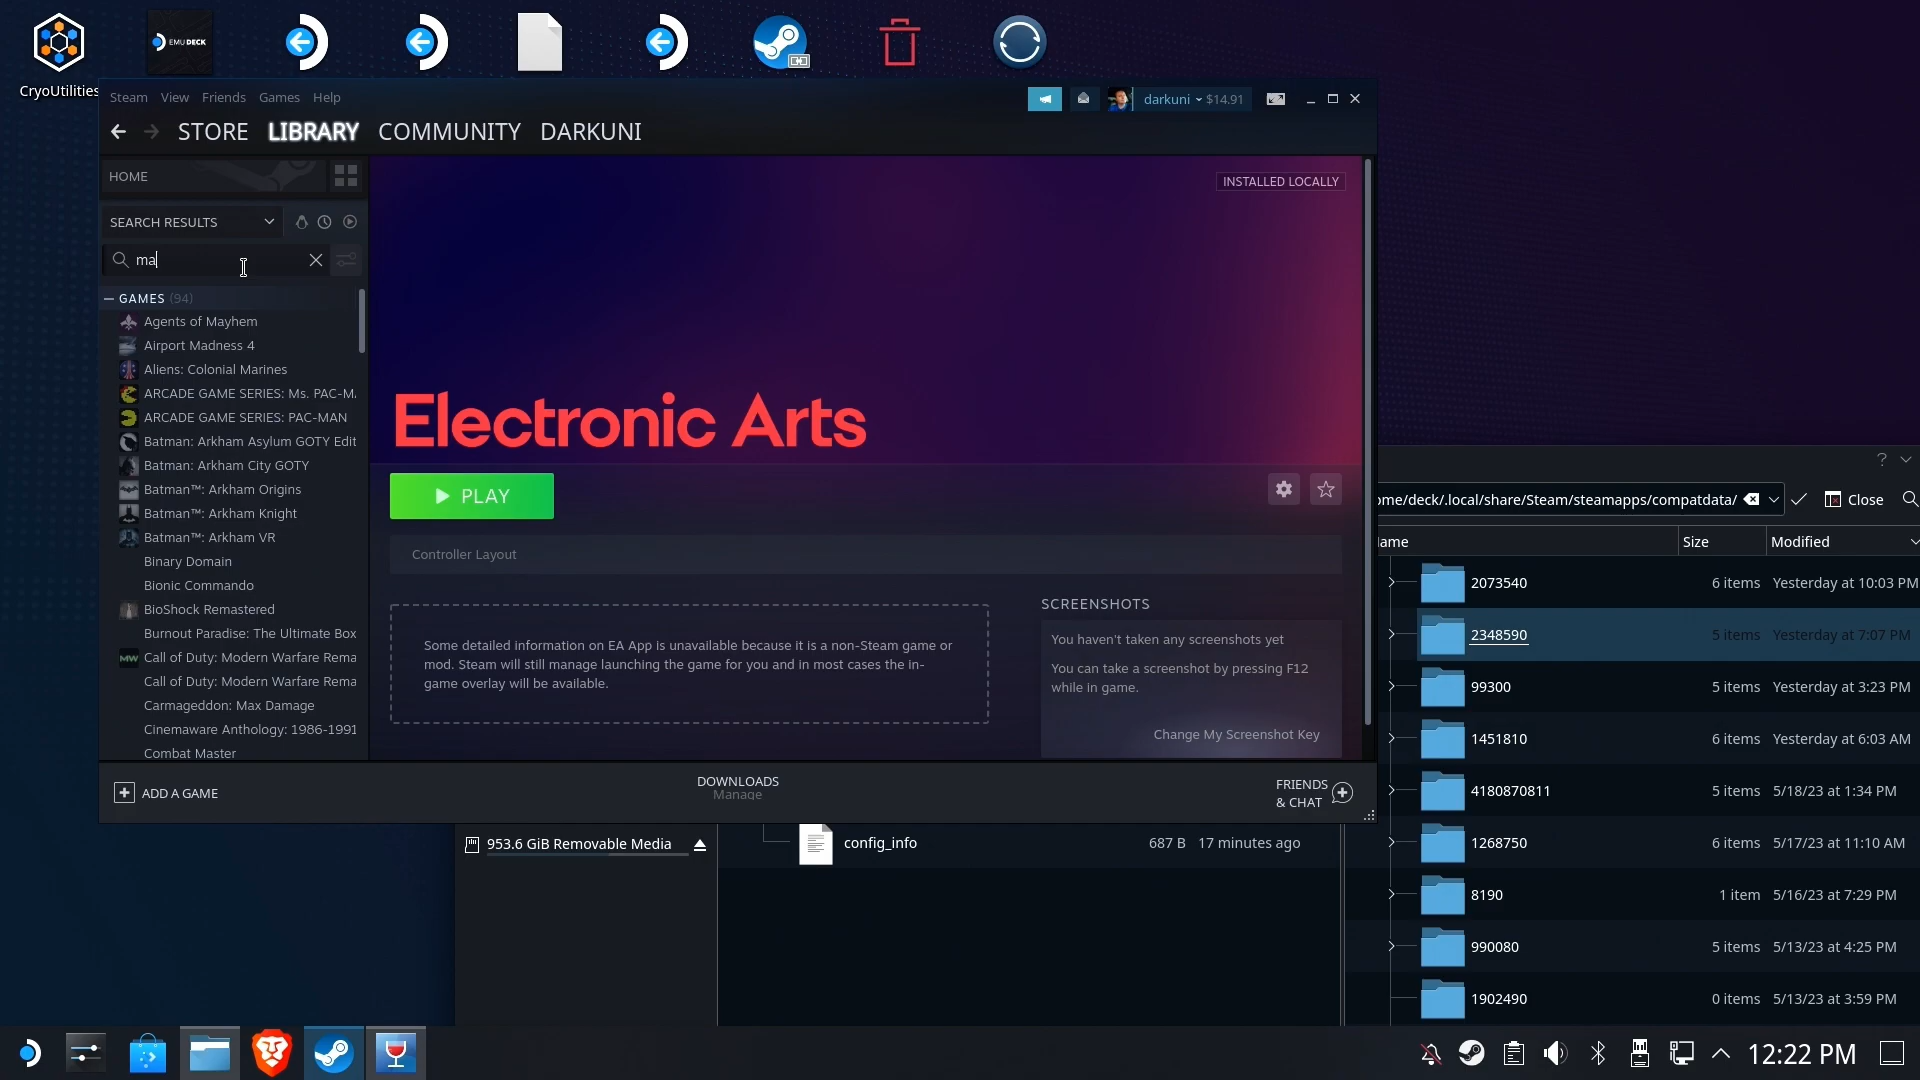 EMUDECK
CryoUtilities
Steam View Friends Games Help
darkuni $14.91
STORE LIBRARY COMMUNITY DARKUNI
HOME
INSTALLED LOCALLY
SEARCH RESULTS
ma
GAMES (94)
Agents of Mayhem
Airport Madness 4
Aliens: Colonial Marines
ARCADE GAME SERIES: Ms. PAC-MA
ARCADE GAME SERIES: PAC-MAN
Batman: Arkham Asylum GOTY Edit
Batman: Arkham City GOTY
Batman™: Arkham Origins
Batman™: Arkham Knight
Batman™: Arkham VR
Binary Domain
Bionic Commando
BioShock Remastered
Burnout Paradise: The Ultimate Box
MW
Call of Duty: Modern Warfare Rema
Call of Duty: Modern Warfare Rema
Carmageddon: Max Damage
Cinemaware Anthology: 1986-1991
Combat Master
Electronic Arts
PLAY
Controller Layout
Some detailed information on EA App is unavailable because it is a non-Steam game or
mod. Steam will still manage launching the game for you and in most cases the in-
game overlay will be available.
SCREENSHOTS
You haven't taken any screenshots yet
You can take a screenshot by pressing F12
while in game.
Change My Screenshot Key
ADD A GAME
DOWNLOADS
Manage
FRIENDS
& CHAT
ome/deck/.local/share/Steam/steamapps/compatdata/ Close
ame Size Modified
2073540 6 items Yesterday at 10:03 PM
2348590 5 items Yesterday at 7:07 PM
99300 5 items Yesterday at 3:23 PM
1451810 6 items Yesterday at 6:03 AM
4180870811 5 items 5/18/23 at 1:34 PM
1268750 6 items 5/17/23 at 11:10 AM
8190 1 item 5/16/23 at 7:29 PM
990080 5 items 5/13/23 at 4:25 PM
1902490 0 items 5/13/23 at 3:59 PM
953.6 GiB Removable Media
config_info 687 B 17 minutes ago
12:22 PM